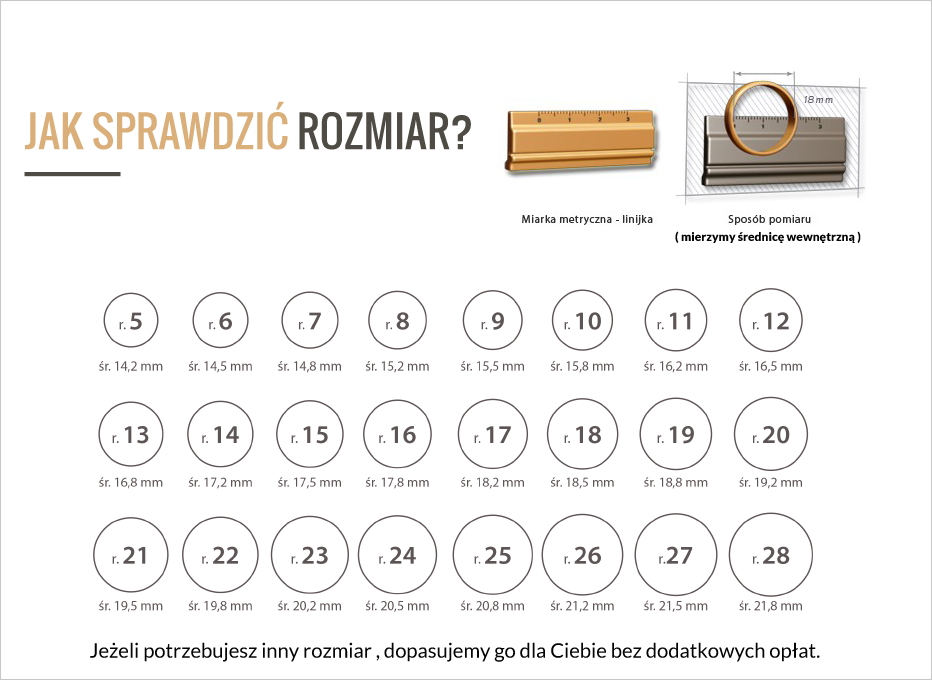 JAK SPRAWDZIĆ ROZMIAR?
0 1 2 3
18 mm
1 3
Miarka metryczna - linijka
Sposób pomiaru
( mierzymy średnicę wewnętrzną )
r. 5 r. 6 r. 7 r. 8 r. 9 r. 10 r. 11 r. 12
śr. 14,2 mm śr. 14,5 mm śr. 14,8 mm śr. 15,2 mm śr. 15,5 mm śr. 15,8 mm śr. 16,2 mm śr. 16,5 mm
r. 13 r. 14 r. 15 r. 16 r. 17 r. 18 r. 19 r. 20
śr. 16,8 mm śr. 17,2 mm śr. 17,5 mm śr. 17,8 mm śr. 18,2 mm śr. 18,5 mm śr. 18,8 mm śr. 19,2 mm
r. 21 r. 22 r. 23 r. 24 r. 25 r. 26 r. 27 r. 28
śr. 19,5 mm śr. 19,8 mm śr. 20,2 mm śr. 20,5 mm śr. 20,8 mm śr. 21,2 mm śr. 21,5 mm śr. 21,8 mm
Jeżeli potrzebujesz inny rozmiar , dopasujemy go dla Ciebie bez dodatkowych opłat.